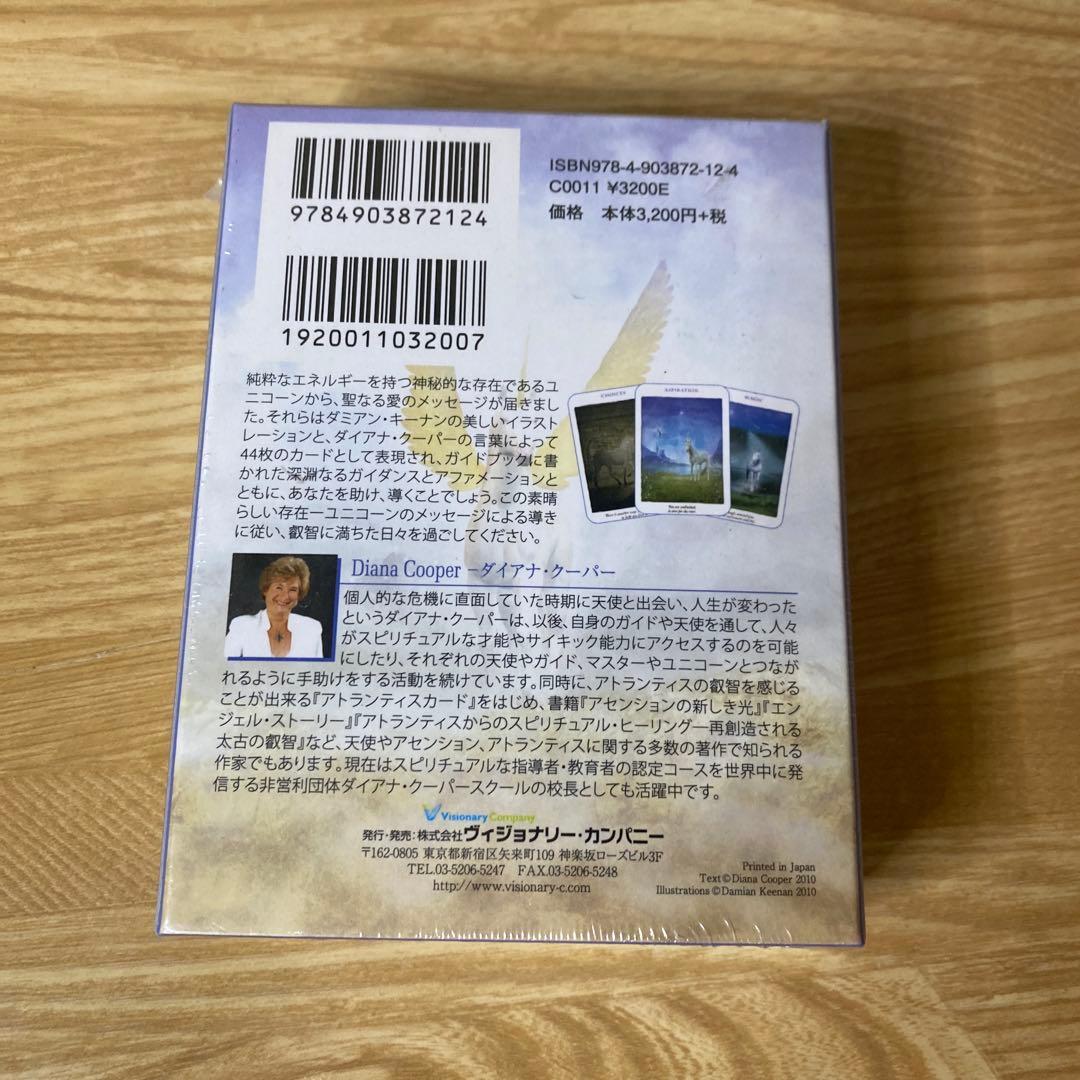 9784903872124
ISBN978-4-903872-12-4
C0011 ¥3200E
価格 本体3,200円+税
1920011032007
純粋なエネルギーを持つ神秘的な存在であるユ
ニコーンから、聖なる愛のメッセージが届きまし
た。それらはダミアン・キーナンの美しいイラスト
レーションと、ダイアナ・クーパーの言葉によって
44枚のカードとして表現され、ガイドブックに書
かれた深淵なるガイダンスとアファメーションと
ともに、あなたを助け、導くことでしょう。この素晴
らしい存在ーユニコーンのメッセージによる導き
に従い、叡智に満ちた日々を過ごしてください。
ASPIRATION
MAGIC
Diana Cooper −ダイアナ・クーパー
個人的な危機に直面していた時期に天使と出会い、人生が変わった
というダイアナ・クーパーは、以後、自身のガイドや天使を通して、人々
がスピリチュアルな才能やサイキック能力にアクセスするのを可能
にしたり、それぞれの天使やガイド、マスターやユニコーンとつなが
れるように手助けをする活動を続けています。同時に、アトランティスの叡智を感じる
ことが出来る『アトランティスカード』をはじめ、書籍『アセンションの新しき光』『エン
ジェル・ストーリー』『アトランティスからのスピリチュアル・ヒーリングー再創造される
太古の叡智』など、天使やアセンション、アトランティスに関する多数の著作で知られる
作家でもあります。現在はスピリチュアルな指導者・教育者の認定コースを世界中に発
信する非営利団体ダイアナ・クーパースクールの校長としても活躍中です。
Visionary Company
発行・発売：株式会社ヴィジョナリー・カンパニー
〒162-0805 東京都新宿区矢来町109 神楽坂ローズビル3F
TEL.03-5206-5247 FAX.03-5206-5248
http://www.visionary-c.com
Printed in Japan
Text©Diana Cooper 2010
Illustrations ©Damian Keenan 2010